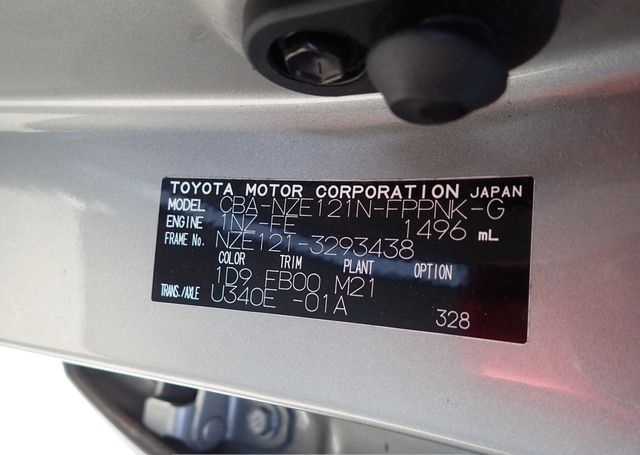 TOYOTA MOTOR CORPORATION JAPAN
MODEL CBA-NZE121N-FPPNK-G
ENGINE 1NZ-FE 1496 mL
FRAME No. NZE121-3293438
COLOR TRIM PLANT OPTION
1D9 EB00 M21
TRANS./AXLE U340E -01A
328